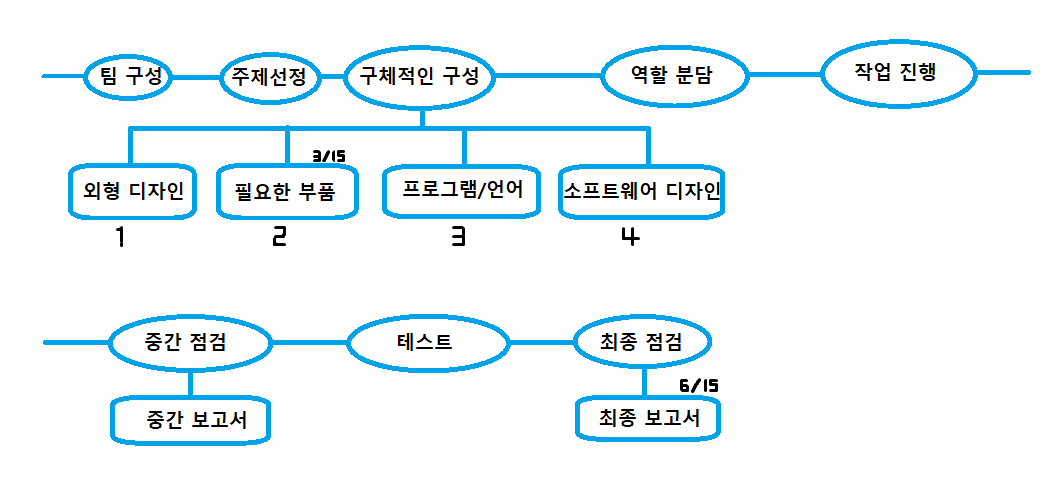 팀 구성
주제선정
구체적인 구성
역할 분담
작업 진행
3/15
외형 디자인
필요한 부품
프로그램/언어
소프트웨어 디자인
1
2
3
4
중간 점검
테스트
최종 점검
6/15
중간 보고서
최종 보고서